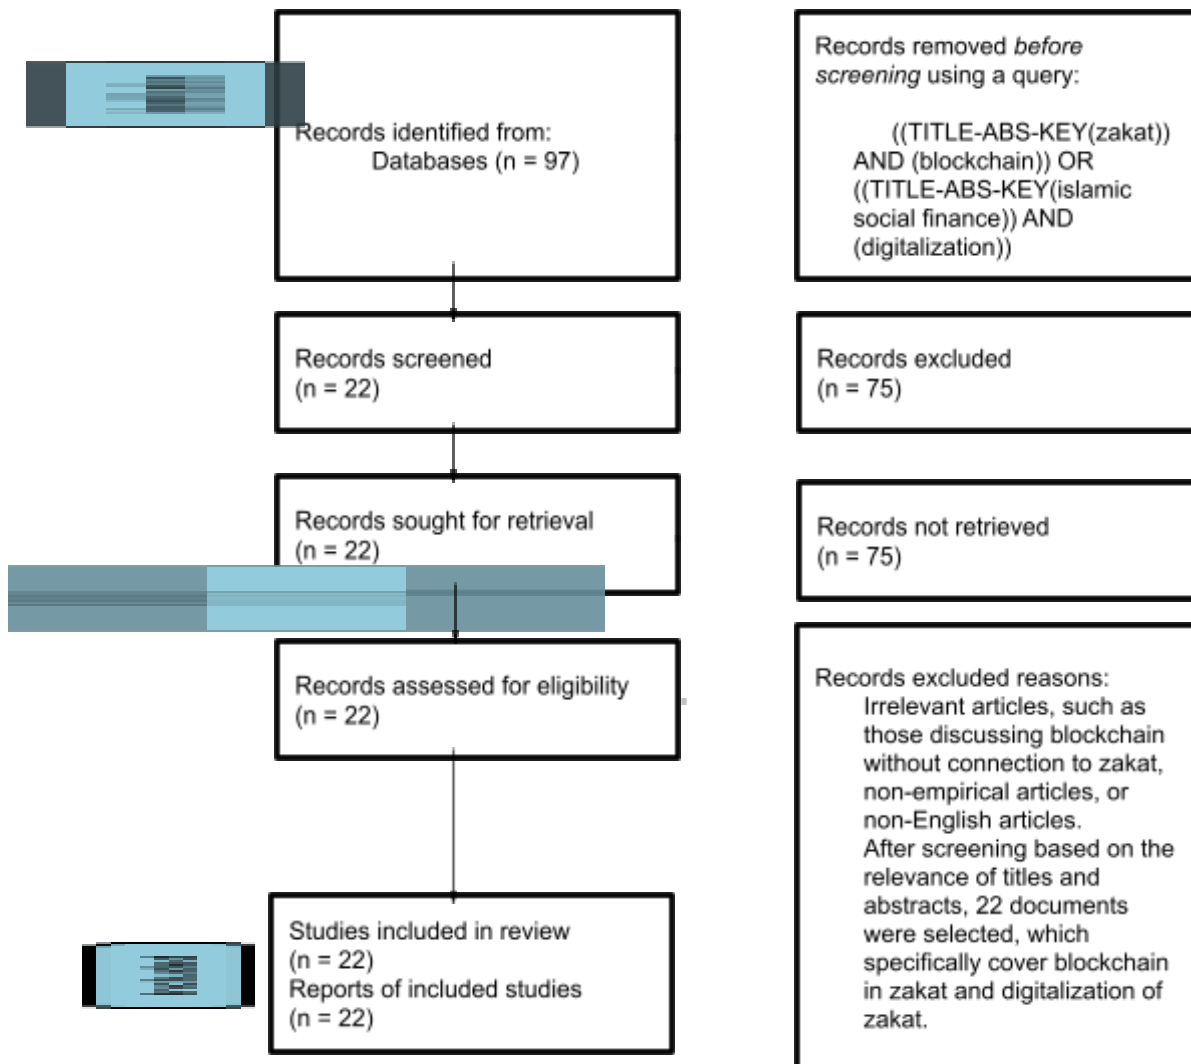 Records identified from:
Databases (n = 97)
Records removed before
screening using a query:
((TITLE-ABS-KEY(zakat))
AND (blockchain)) OR
((TITLE-ABS-KEY(islamic
social finance)) AND
(digitalization))
Records screened
(n = 22)
Records excluded
(n = 75)
Records sought for retrieval
(n = 22)
Records not retrieved
(n = 75)
Records assessed for eligibility
(n = 22)
Records excluded reasons:
Irrelevant articles, such as
those discussing blockchain
without connection to zakat,
non-empirical articles, or
non-English articles.
After screening based on the
relevance of titles and
abstracts, 22 documents
were selected, which
specifically cover blockchain
in zakat and digitalization of
zakat.
Studies included in review
(n = 22)
Reports of included studies
(n = 22)